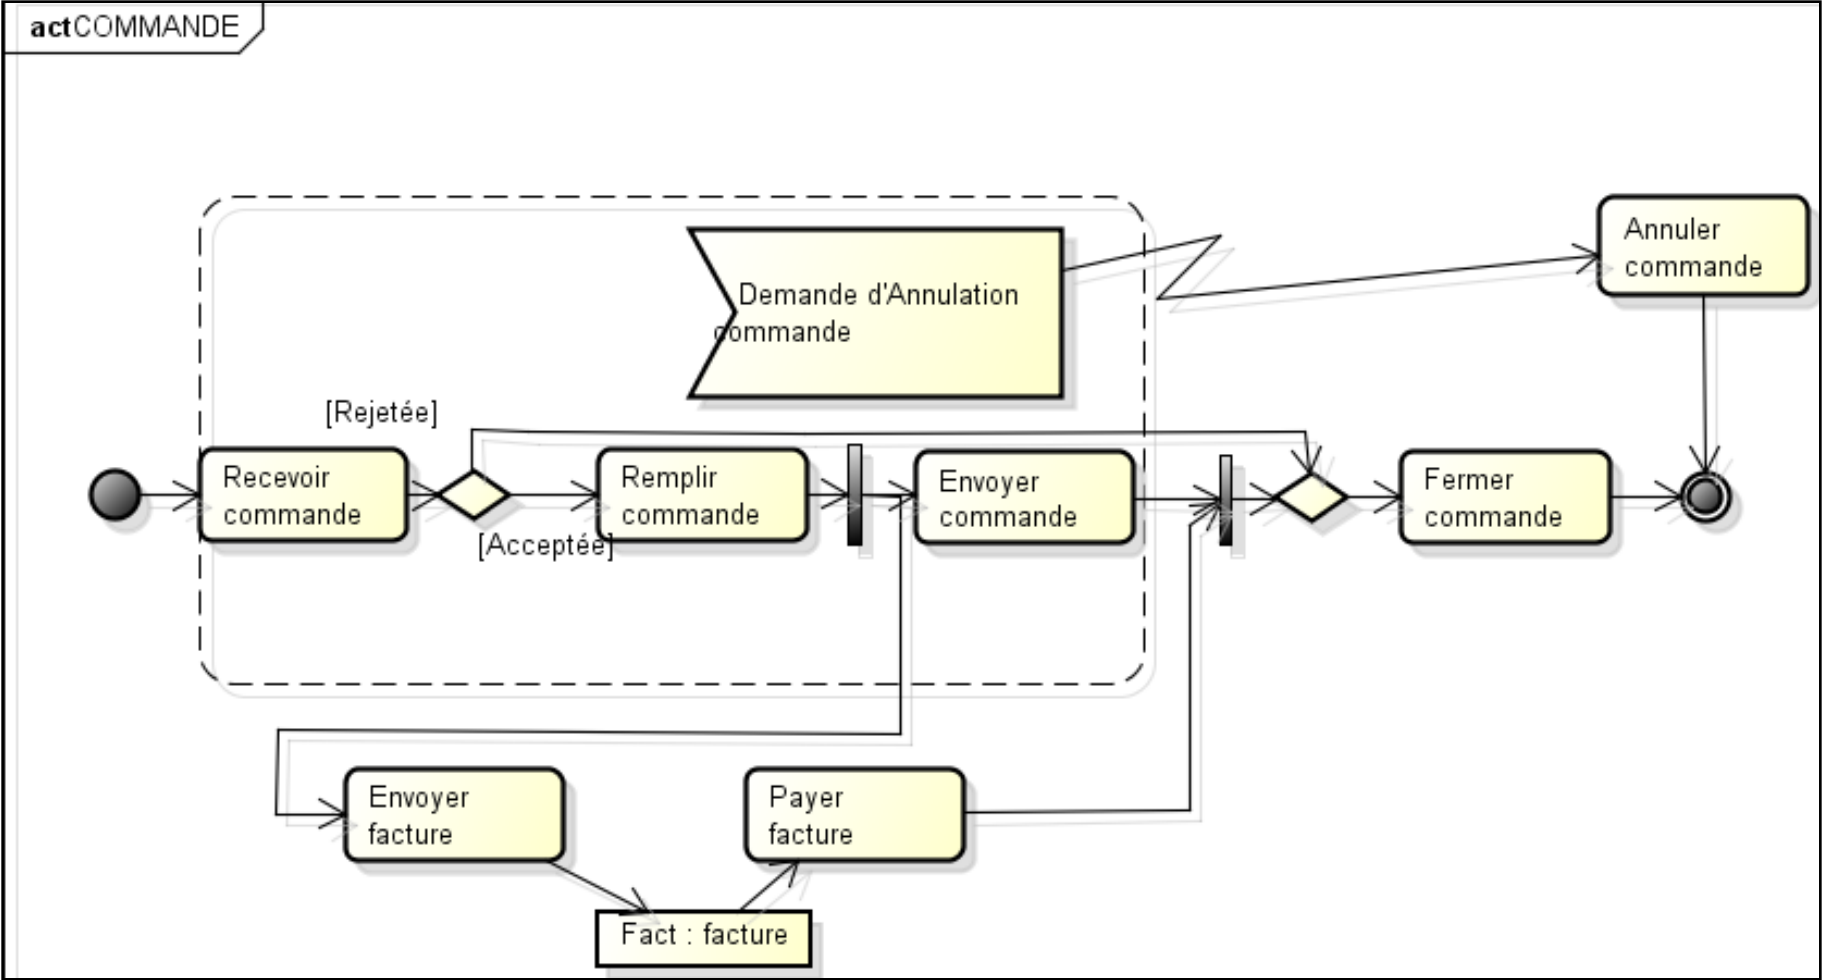 actCOMMANDE
Demande d'Annulation
commande
Annuler
commande
[Rejetée]
Recevoir
commande
[Acceptée]
Remplir
commande
Envoyer
commande
Fermer
commande
Envoyer
facture
Payer
facture
Fact : facture